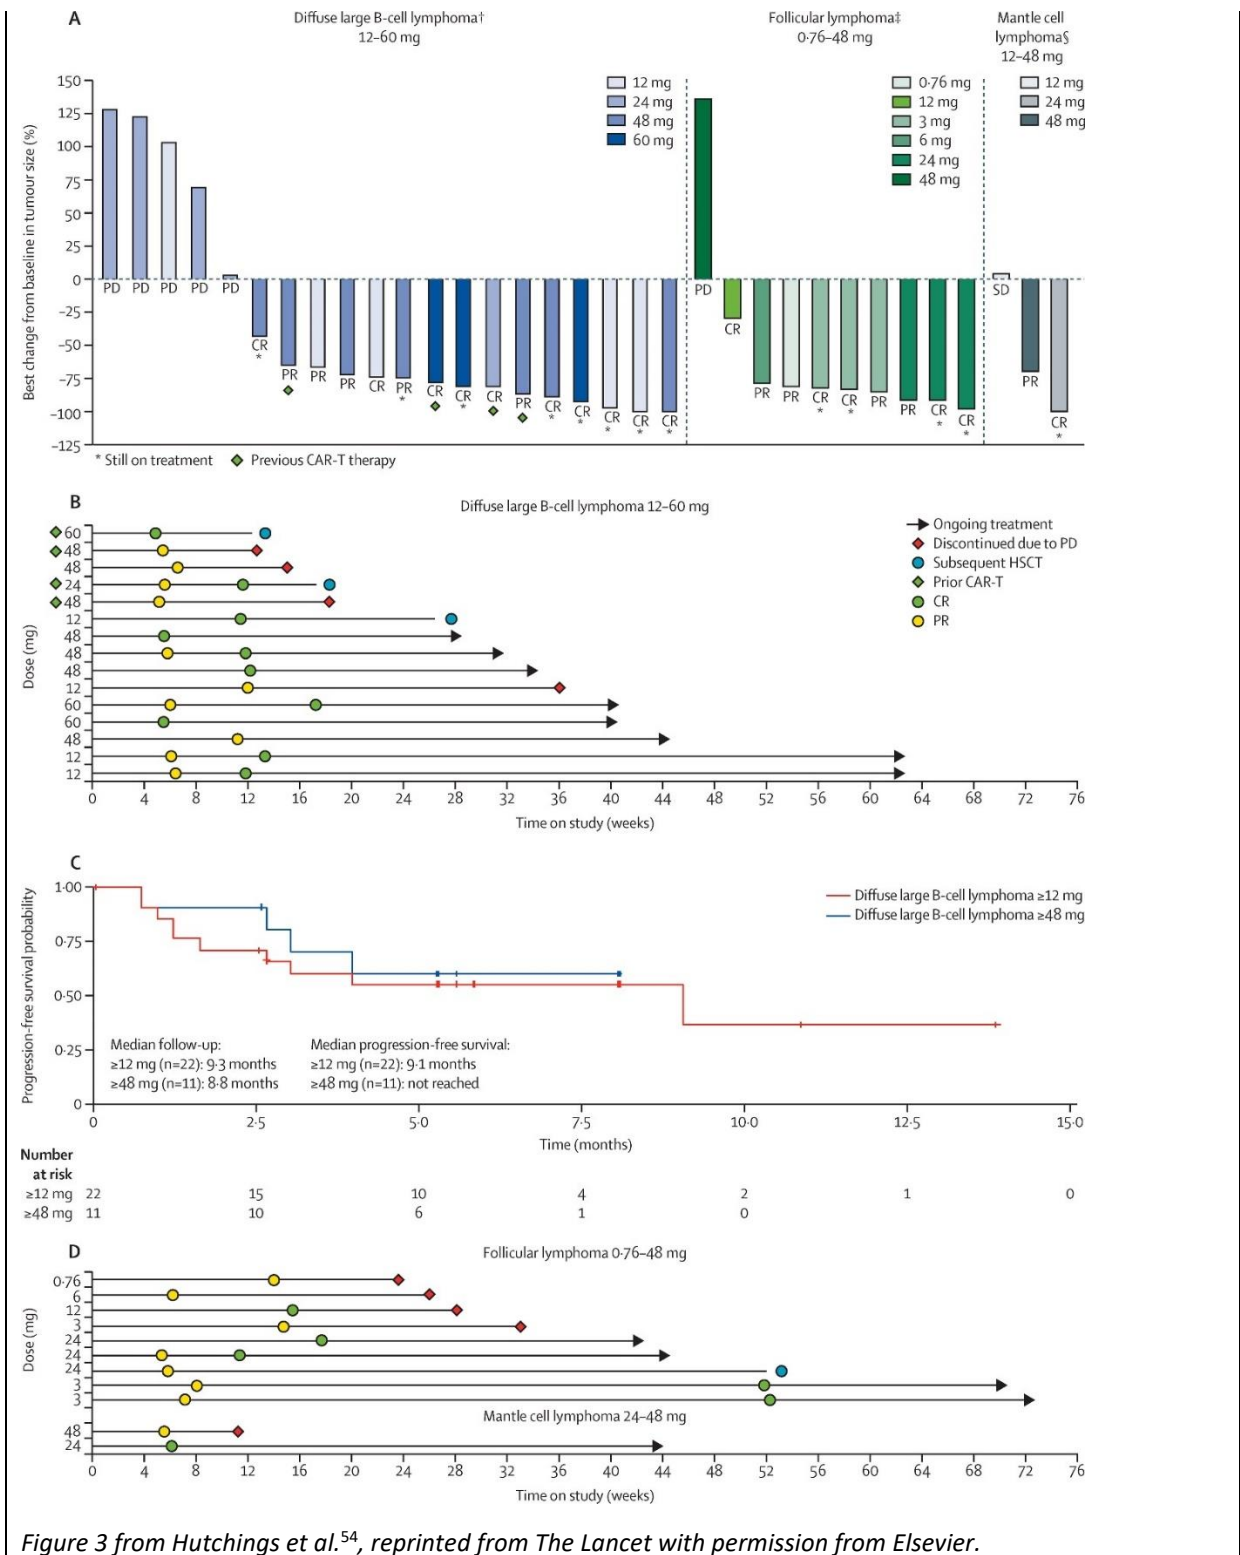 A
Diffuse large B-cell lymphoma†
12–60 mg
Follicular lymphoma‡
0·76–48 mg
Mantle cell
lymphoma§
12–48 mg
Best change from baseline in tumour size (%)
150
125
100
75
50
25
0
−25
−50
−75
−100
−125
12 mg
24 mg
48 mg
60 mg
0·76 mg
12 mg
3 mg
6 mg
24 mg
48 mg
12 mg
24 mg
48 mg
PD PD PD PD PD CR * PR PR PR CR PR * CR CR * CR PR CR * CR * CR * CR * CR *
PD CR PR PR CR * CR * PR PR CR * CR *
SD PR CR *
* Still on treatment Previous CAR-T therapy
B
Diffuse large B-cell lymphoma 12–60 mg
Dose (mg)
60
48
48
24
48
12
48
48
48
12
60
60
48
12
12
Ongoing treatment
Discontinued due to PD
Subsequent HSCT
Prior CAR-T
CR
PR
0 4 8 12 16 20 24 28 32 36 40 44 48 52 56 60 64 68 72 76
Time on study (weeks)
C
Progression-free survival probability
1·00
0·75
0·50
0·25
0
Diffuse large B-cell lymphoma ≥12 mg
Diffuse large B-cell lymphoma ≥48 mg
Median follow-up:
≥12 mg (n=22): 9·3 months
≥48 mg (n=11): 8·8 months
Median progression-free survival:
≥12 mg (n=22): 9·1 months
≥48 mg (n=11): not reached
0 2·5 5·0 7·5 10·0 12·5 15·0
Time (months)
Number
at risk
≥12 mg 22 15 10 4 2 1 0
≥48 mg 11 10 6 1 0
D
Follicular lymphoma 0·76–48 mg
Dose (mg)
0·76
6
12
3
24
24
24
3
3
Mantle cell lymphoma 24–48 mg
48
24
0 4 8 12 16 20 24 28 32 36 40 44 48 52 56 60 64 68 72 76
Time on study (weeks)
Figure 3 from Hutchings et al.54, reprinted from The Lancet with permission from Elsevier.